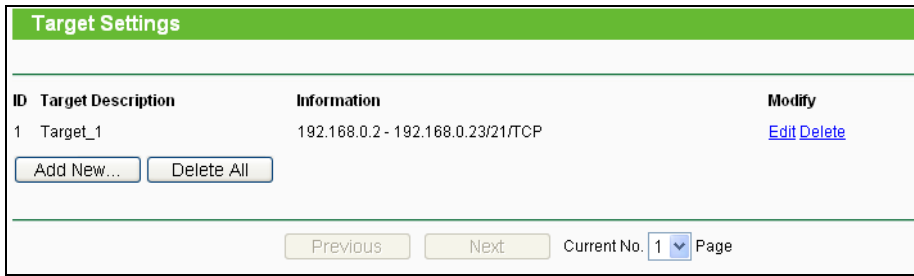 Target Settings
ID Target Description Information Modify
1 Target_1 192.168.0.2 - 192.168.0.23/21/TCP Edit Delete
Add New... Delete All
Previous Next Current No. 1 Page